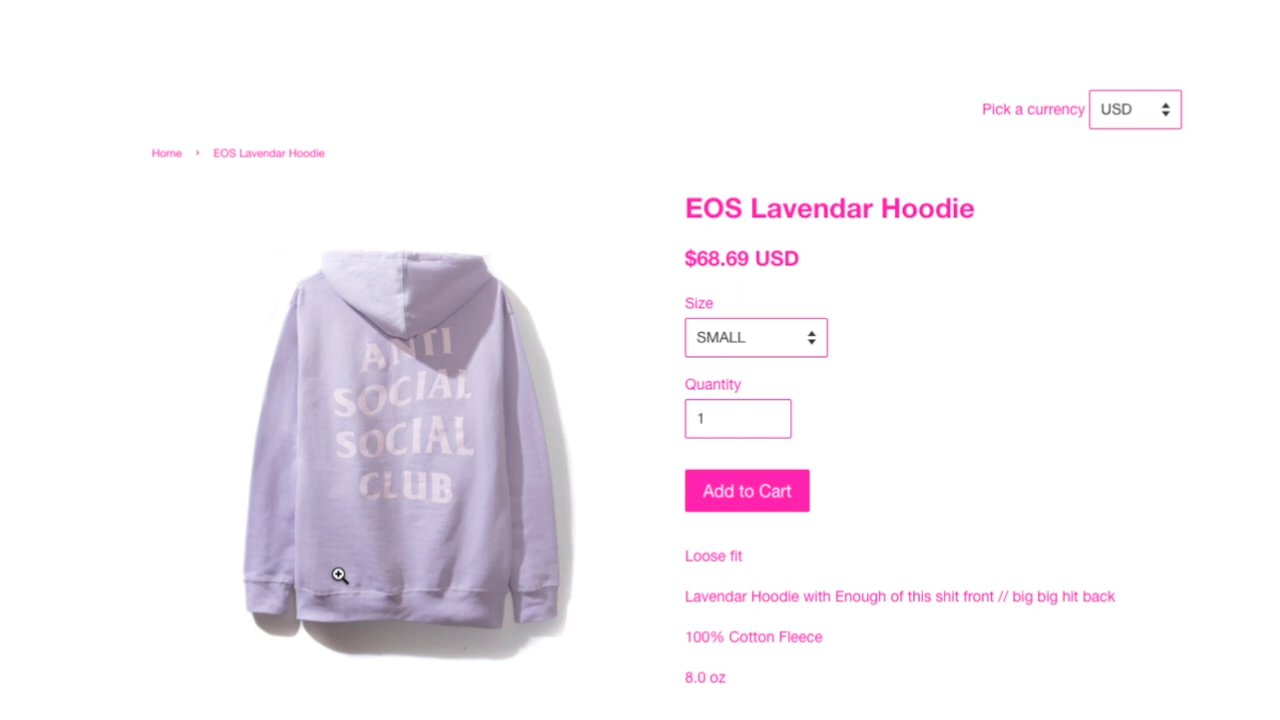 Pick a currency USD
Home › EOS Lavendar Hoodie
EOS Lavendar Hoodie
$68.69 USD
Size
SMALL
Quantity
1
Add to Cart
Loose fit
Lavendar Hoodie with Enough of this shit front // big big hit back
100% Cotton Fleece
8.0 oz
ANTI
SOCIAL
SOCIAL
CLUB